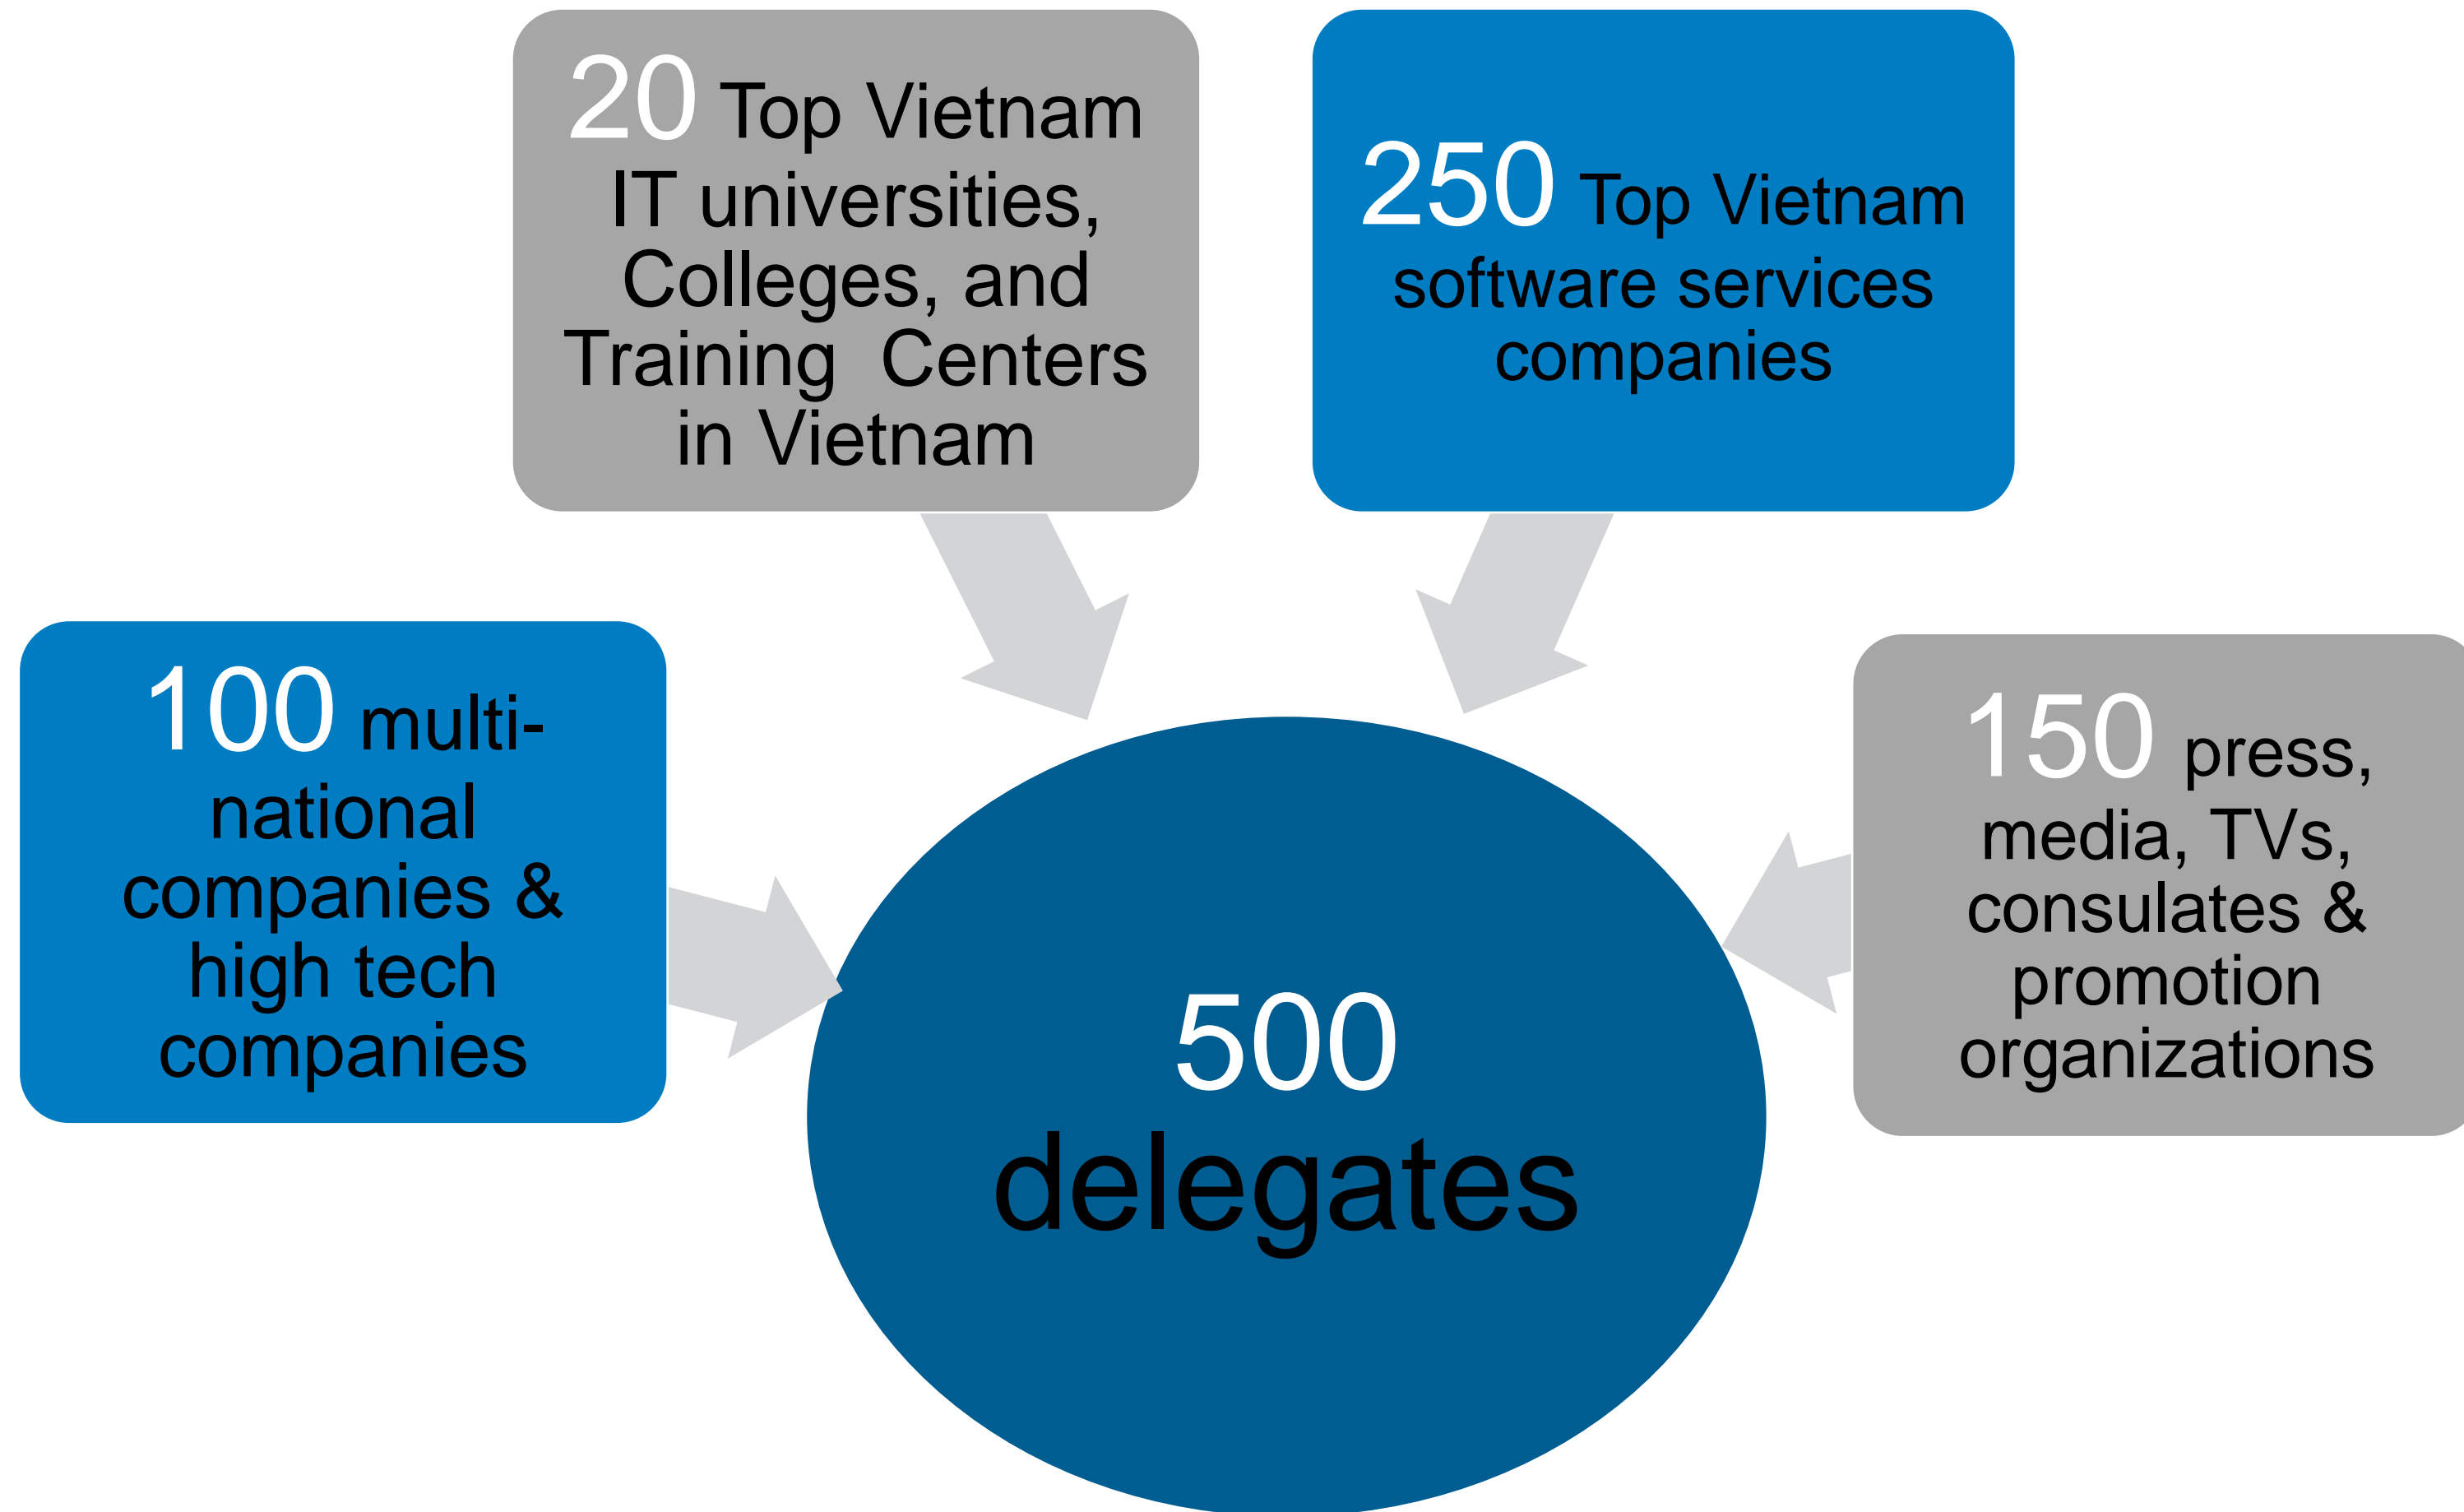 20 Top Vietnam
IT universities,
Colleges, and
Training Centers
in Vietnam
250 Top Vietnam
software services
companies
100 multi-
national
companies &
high tech
companies
150 press,
media, TVs,
consulates &
promotion
organizations
500
delegates